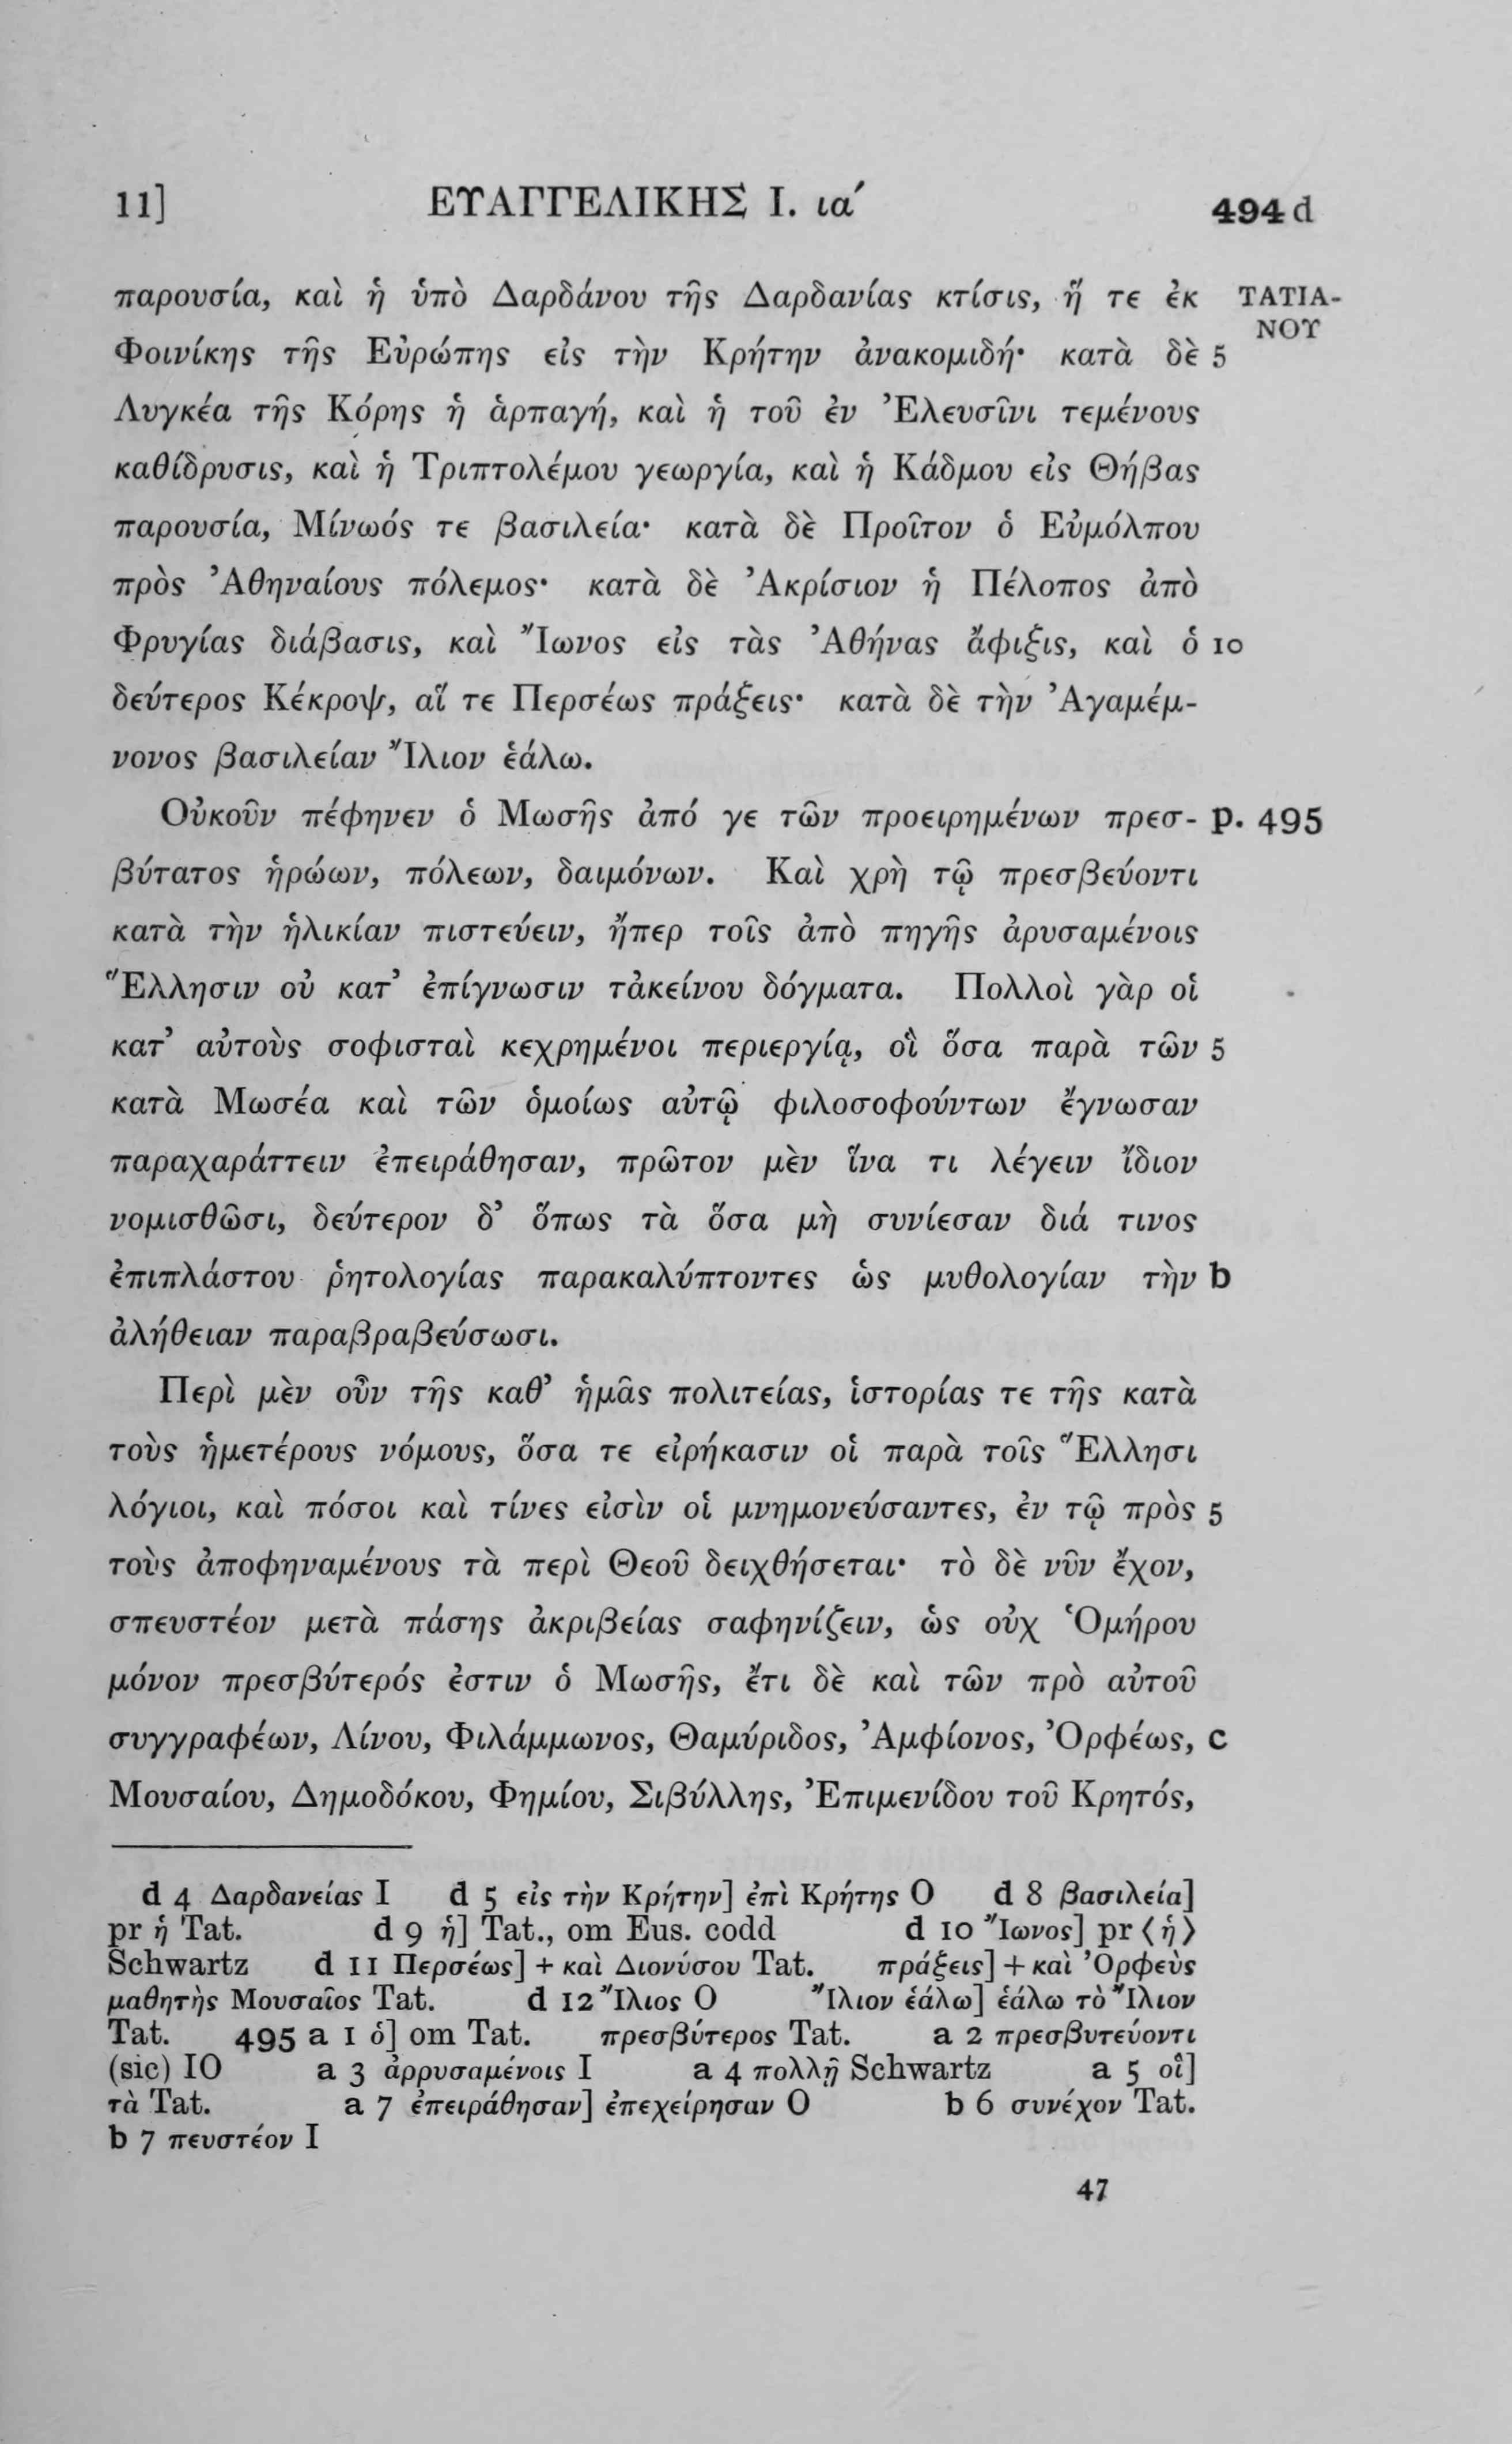 11] ΕΥΑΓΓΕΛΙΚΗΣ Ι. ια´ 494 d
παρουσία, καὶ ἡ ὑπὸ Δαρδάνου τῆς Δαρδανίας κτίσις, ἥ τε ἐκ ΤΑΤΙΑ-
ΝΟΥ
Φοινίκης τῆς Εὐρώπης εἰς τὴν Κρήτην ἀνακομιδή· κατὰ δὲ 5
Λυγκέα τῆς Κόρης ἡ ἁρπαγή, καὶ ἡ τοῦ ἐν Ἐλευσῖνι τεμένους
καθίδρυσις, καὶ ἡ Τριπτολέμου γεωργία, καὶ ἡ Κάδμου εἰς Θήβας
παρουσία, Μίνωός τε βασιλεία· κατὰ δὲ Προῖτον ὁ Εὐμόλπου
πρὸς Ἀθηναίους πόλεμος· κατὰ δὲ Ἀκρίσιον ἡ Πέλοπος ἀπὸ
Φρυγίας διάβασις, καὶ Ἴωνος εἰς τὰς Ἀθήνας ἄφιξις, καὶ ὁ 10
δεύτερος Κέκροψ, αἵ τε Περσέως πράξεις· κατὰ δὲ τὴν Ἀγαμέμ-
νονος βασιλείαν Ἴλιον ἑάλω.
Οὐκοῦν πέφηνεν ὁ Μωσῆς ἀπό γε τῶν προειρημένων πρεσ- p. 495
βύτατος ἡρώων, πόλεων, δαιμόνων. Καὶ χρὴ τῷ πρεσβεύοντι
κατὰ τὴν ἡλικίαν πιστεύειν, ἤπερ τοῖς ἀπὸ πηγῆς ἀρυσαμένοις
Ἕλλησιν οὐ κατ’ ἐπίγνωσιν τἀκείνου δόγματα. Πολλοὶ γὰρ οἱ
κατ’ αὐτοὺς σοφισταὶ κεχρημένοι περιεργίᾳ, οἳ ὅσα παρὰ τῶν 5
κατὰ Μωσέα καὶ τῶν ὁμοίως αὐτῷ φιλοσοφούντων ἔγνωσαν
παραχαράττειν ἐπειράθησαν, πρῶτον μὲν ἵνα τι λέγειν ἴδιον
νομισθῶσι, δεύτερον δ’ ὅπως τὰ ὅσα μὴ συνίεσαν διά τινος
ἐπιπλάστου ῥητολογίας παρακαλύπτοντες ὡς μυθολογίαν τὴν b
ἀλήθειαν παραβραβεύσωσι.
Περὶ μὲν οὖν τῆς καθ’ ἡμᾶς πολιτείας, ἱστορίας τε τῆς κατὰ
τοὺς ἡμετέρους νόμους, ὅσα τε εἰρήκασιν οἱ παρὰ τοῖς Ἕλλησι
λόγιοι, καὶ πόσοι καὶ τίνες εἰσὶν οἱ μνημονεύσαντες, ἐν τῷ πρὸς 5
τοὺς ἀποφηναμένους τὰ περὶ Θεοῦ δειχθήσεται· τὸ δὲ νῦν ἔχον,
σπευστέον μετὰ πάσης ἀκριβείας σαφηνίζειν, ὡς οὐχ Ὁμήρου
μόνον πρεσβύτερός ἐστιν ὁ Μωσῆς, ἔτι δὲ καὶ τῶν πρὸ αὐτοῦ
συγγραφέων, Λίνου, Φιλάμμωνος, Θαμύριδος, Ἀμφίονος, Ὀρφέως, c
Μουσαίου, Δημοδόκου, Φημίου, Σιβύλλης, Ἐπιμενίδου τοῦ Κρητός,
d 4 Δαρδανείας I d 5 εἰς τὴν Κρήτην] ἐπὶ Κρήτης O d 8 βασιλεία]
pr ἡ Tat. d 9 ἡ] Tat., om Eus. codd d 10 Ἴωνος] pr ⟨ἡ⟩
Schwartz d 11 Περσέως] + καὶ Διονύσου Tat. πράξεις] + καὶ Ὀρφεὺς
μαθητὴς Μουσαῖος Tat. d 12 Ἴλιος O Ἴλιον ἑάλω] ἑάλω τὸ Ἴλιον
Tat. 495 a 1 ὁ] om Tat. πρεσβύτερος Tat. a 2 πρεσβυτεύοντι
(sic) IO a 3 ἀρρυσαμένοις I a 4 πολλῇ Schwartz a 5 οἳ]
τὰ Tat. a 7 ἐπειράθησαν] ἐπεχείρησαν O b 6 συνέχον Tat.
b 7 πευστέον I
47